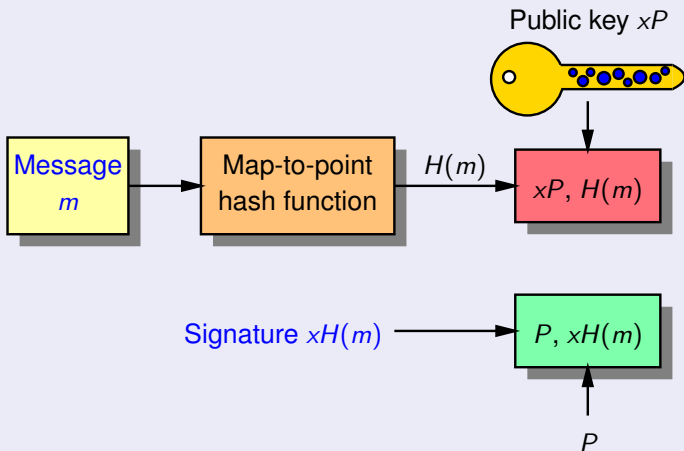 Public key xP
Message
m
Map-to-point
hash function
H(m)
xP, H(m)
Signature xH(m)
P, xH(m)
P